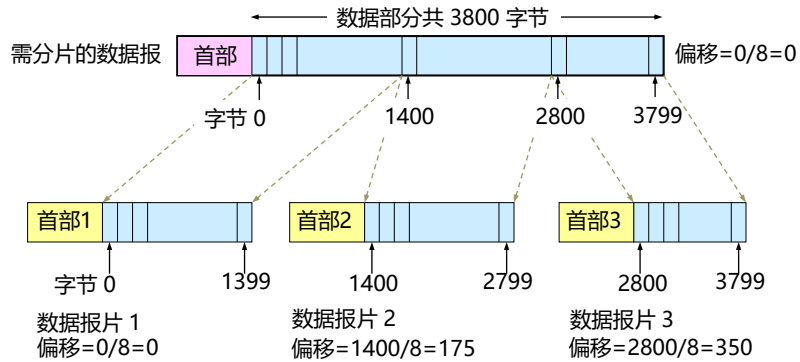 数据部分共 3800 字节
需分片的数据报 首部 偏移=0/8=0
字节 0 1400 2800 3799
首部1 首部2 首部3
字节 0 1399 1400 2799 2800 3799
数据报片 1 数据报片 2 数据报片 3
偏移=0/8=0 偏移=1400/8=175 偏移=2800/8=350